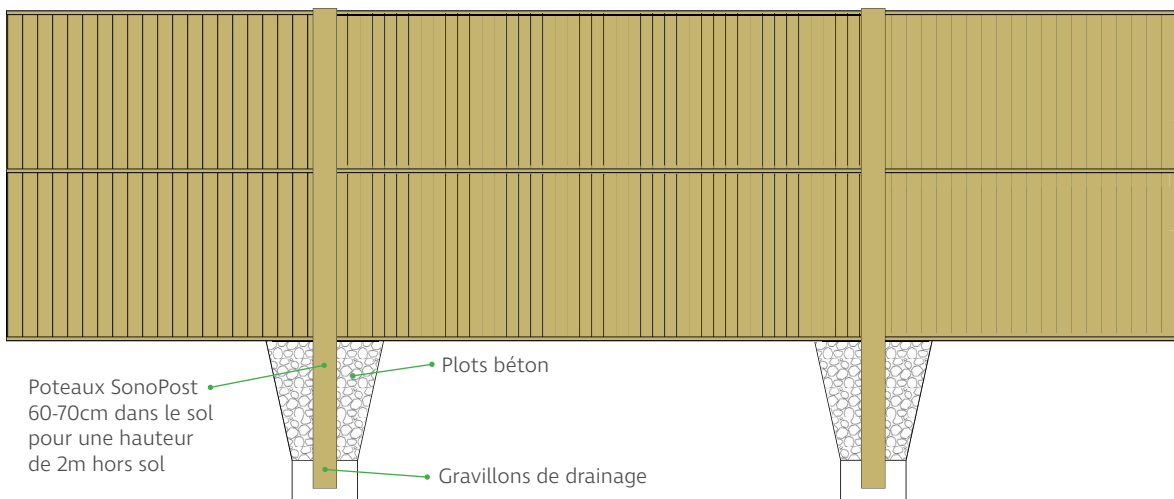 Poteaux SonoPost
60-70cm dans le sol
pour une hauteur
de 2m hors sol
Plots béton
Gravillons de drainage